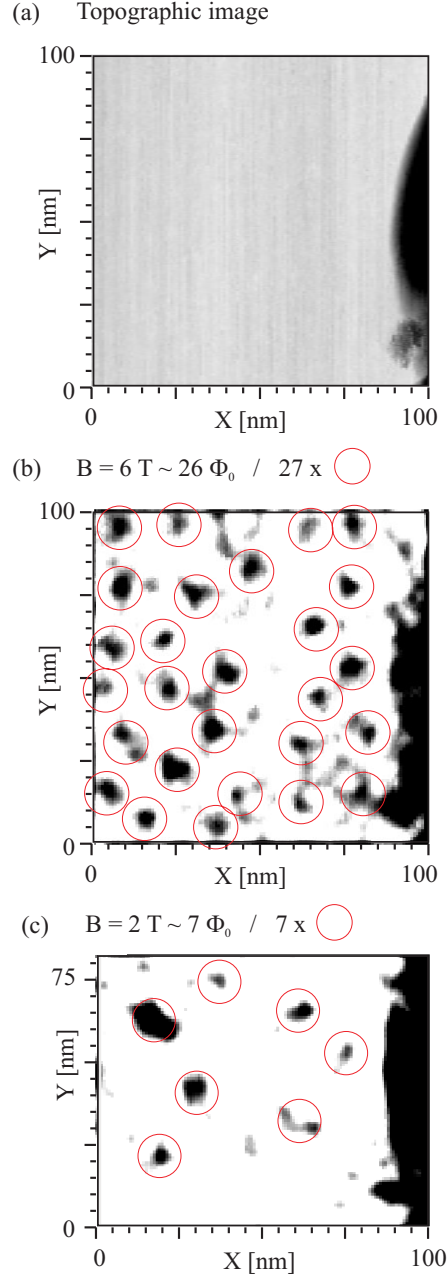 (a) Topographic image
100
Y [nm]
0
0 100
X [nm]
(b) B = 6 T ~ 26 Φ₀ / 27 x
100
Y [nm]
0
0 100
X [nm]
(c) B = 2 T ~ 7 Φ₀ / 7 x
75
Y [nm]
0
0 100
X [nm]